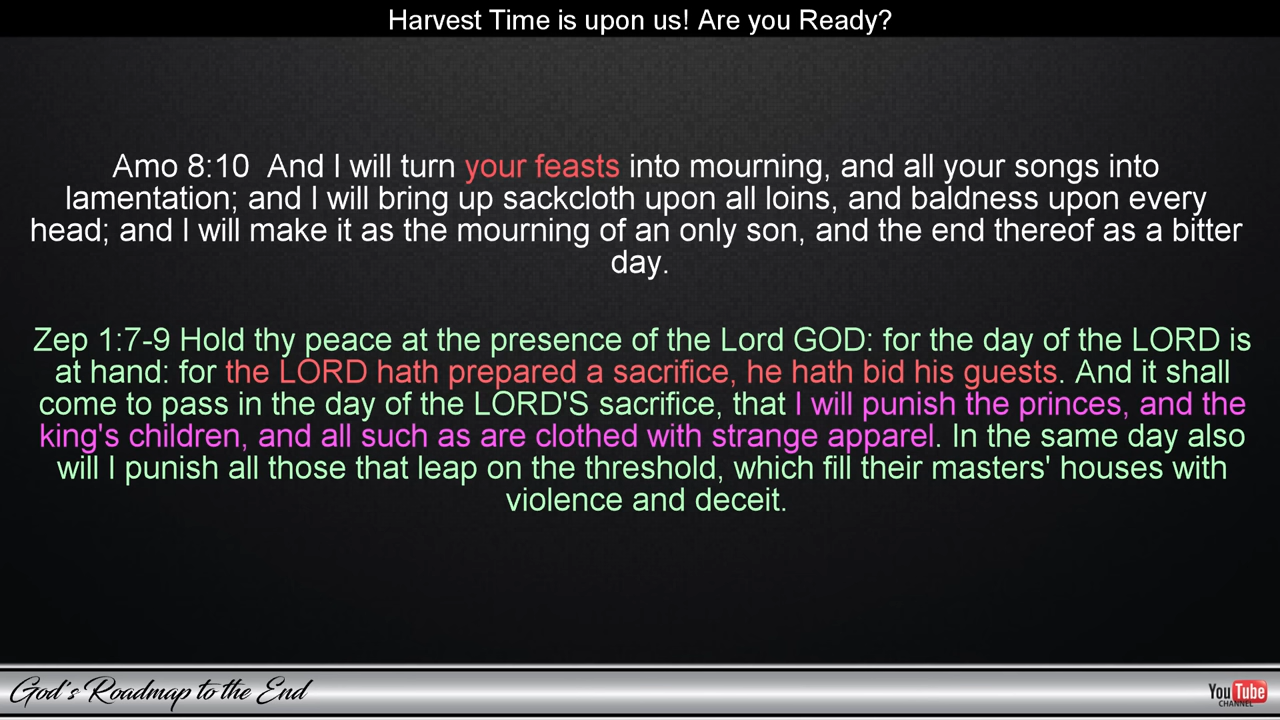 Harvest Time is upon us! Are you Ready?
Amo 8:10  And I will turn your feasts into mourning, and all your songs into
lamentation; and I will bring up sackcloth upon all loins, and baldness upon every
head; and I will make it as the mourning of an only son, and the end thereof as a bitter
day.
Zep 1:7-9 Hold thy peace at the presence of the Lord GOD: for the day of the LORD is
at hand: for the LORD hath prepared a sacrifice, he hath bid his guests. And it shall
come to pass in the day of the LORD'S sacrifice, that I will punish the princes, and the
king's children, and all such as are clothed with strange apparel. In the same day also
will I punish all those that leap on the threshold, which fill their masters' houses with
violence and deceit.
God's Roadmap to the End
YouTube
CHANNEL